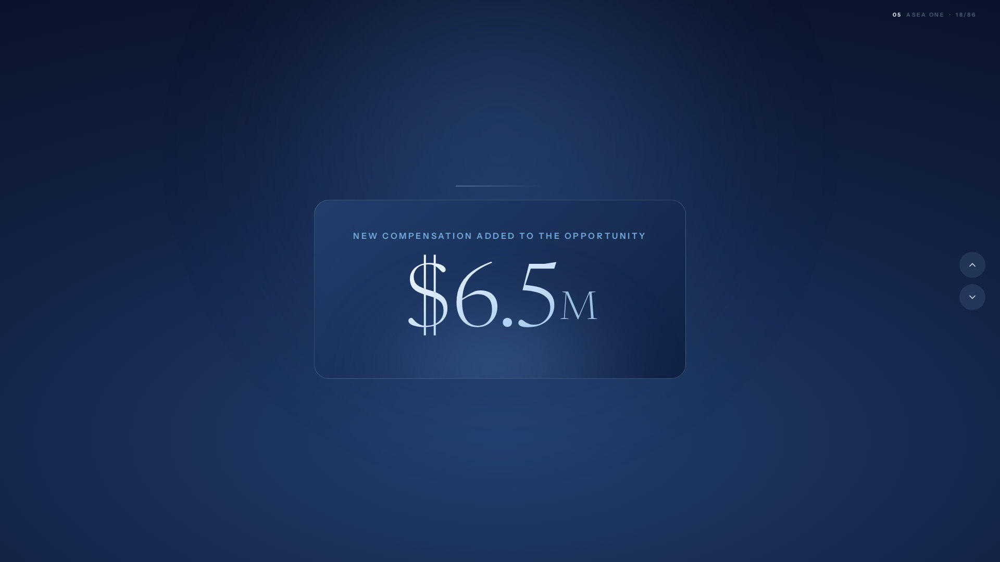 05 ASEA ONE · 18/86
NEW COMPENSATION ADDED TO THE OPPORTUNITY
$6.5M